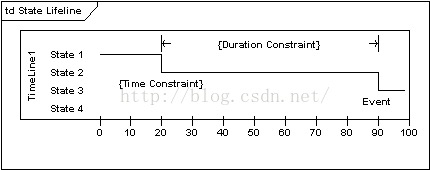 td State Lifeline
TimeLine1
State 1
State 2
State 3
State 4
{Duration Constraint}
{Time Constraint}
Event
http://blog.csdn.net/
0 10 20 30 40 50 60 70 80 90 100